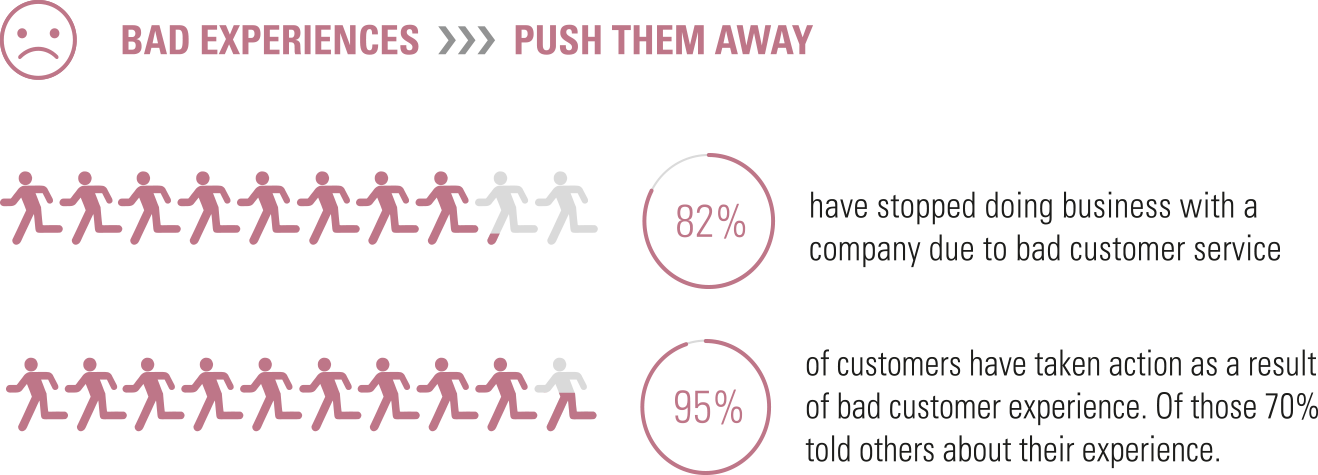 BAD EXPERIENCES >>> PUSH THEM AWAY
82%
have stopped doing business with a
company due to bad customer service
95%
of customers have taken action as a result
of bad customer experience. Of those 70%
told others about their experience.